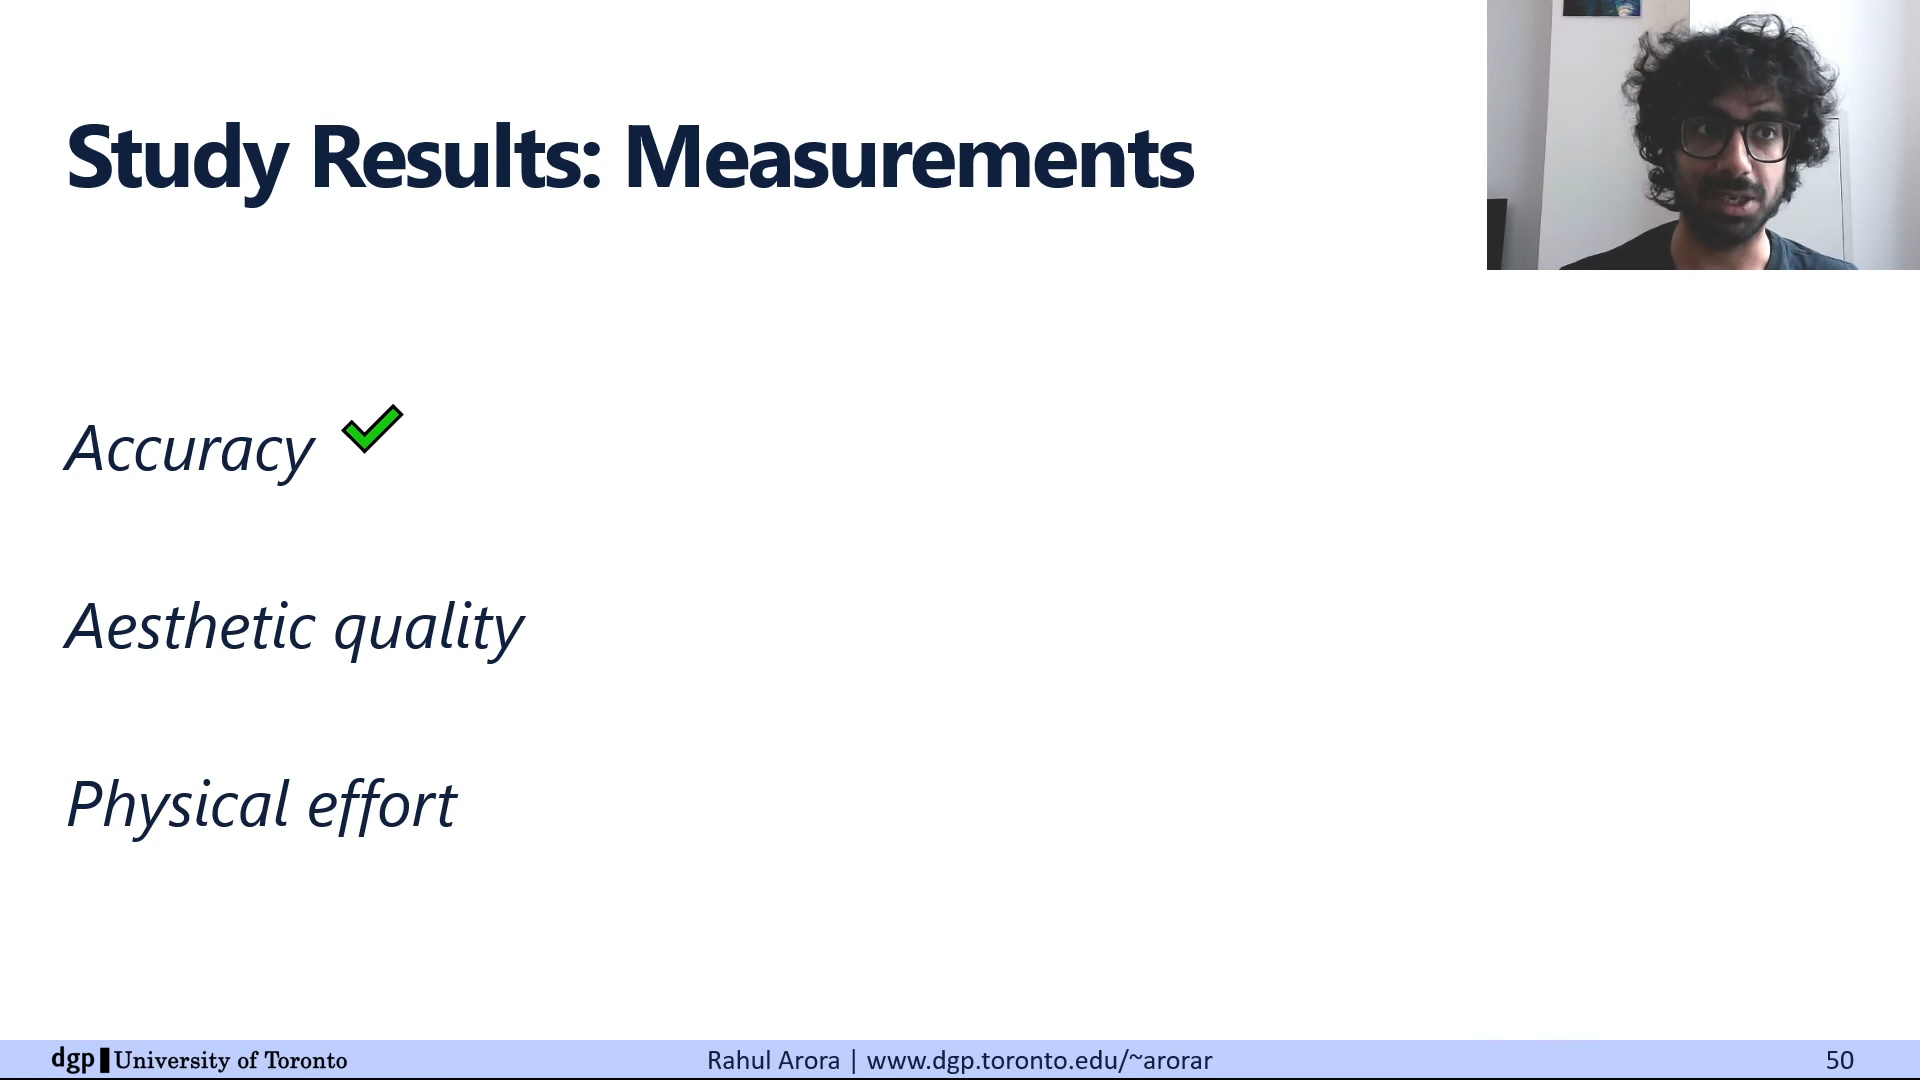 Study Results: Measurements
Accuracy
Aesthetic quality
Physical effort
dgp University of Toronto
Rahul Arora | www.dgp.toronto.edu/~arorar
50